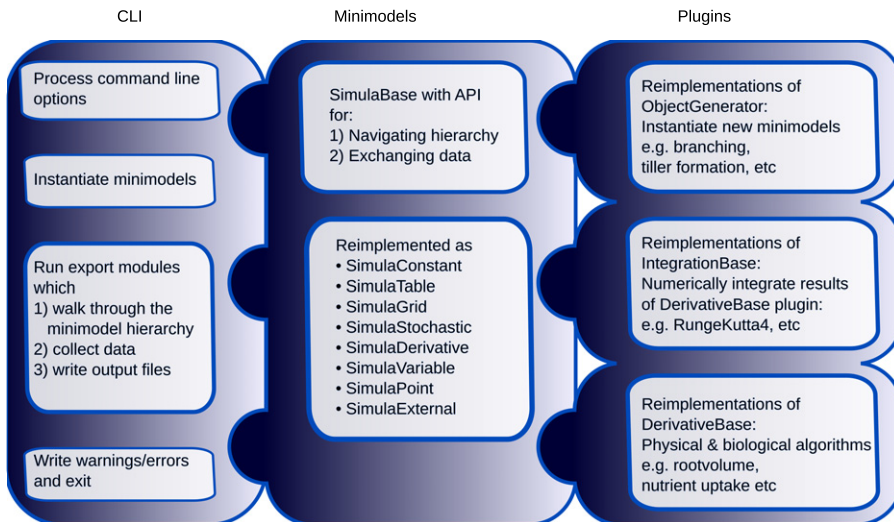 CLI
Process command line
options
Instantiate minimodels
Run export modules
which
1) walk through the
minimodel hierarchy
2) collect data
3) write output files
Write warnings/errors
and exit
Minimodels
SimulaBase with API
for:
1) Navigating hierarchy
2) Exchanging data
Reimplemented as
• SimulaConstant
• SimulaTable
• SimulaGrid
• SimulaStochastic
• SimulaDerivative
• SimulaVariable
• SimulaPoint
• SimulaExternal
Plugins
Reimplementations of
ObjectGenerator:
Instantiate new minimodels
e.g. branching,
tiller formation, etc
Reimplementations of
IntegrationBase:
Numerically integrate results
of DerivativeBase plugin:
e.g. RungeKutta4, etc
Reimplementations of
DerivativeBase:
Physical & biological algorithms
e.g. rootvolume,
nutrient uptake etc